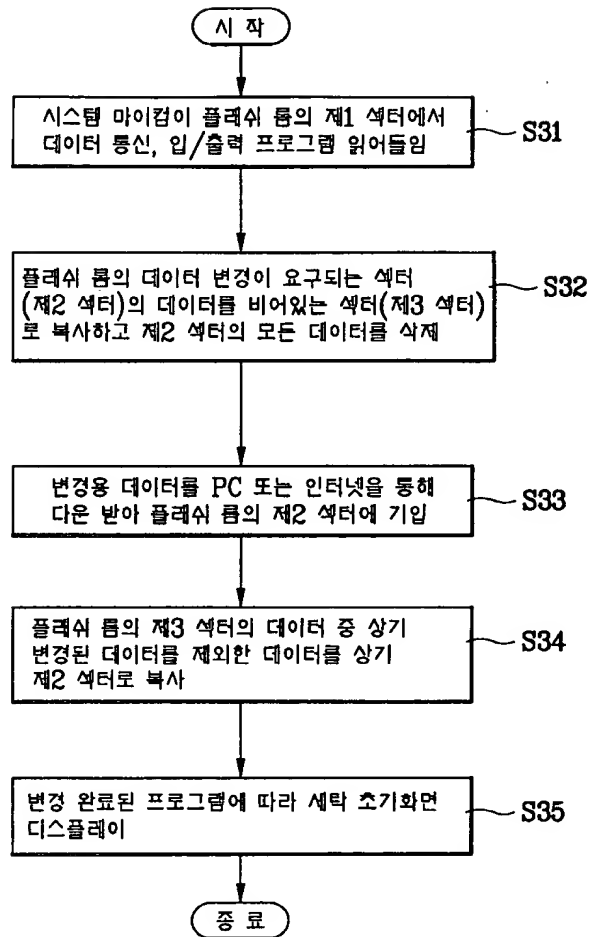 시 작
시스템 마이컴이 플래쉬 롬의 제1 섹터에서
데이터 통신, 입/출력 프로그램 읽어들임
S31
플래쉬 롬의 데이터 변경이 요구되는 섹터
(제2 섹터)의 데이터를 비어있는 섹터(제3 섹터)
로 복사하고 제2 섹터의 모든 데이터를 삭제
S32
변경용 데이터를 PC 또는 인터넷을 통해
다운 받아 플래쉬 롬의 제2 섹터에 기입
S33
플래쉬 롬의 제3 섹터의 데이터 중 상기
변경된 데이터를 제외한 데이터를 상기
제2 섹터로 복사
S34
변경 완료된 프로그램에 따라 세탁 초기화면
디스플레이
S35
종 료